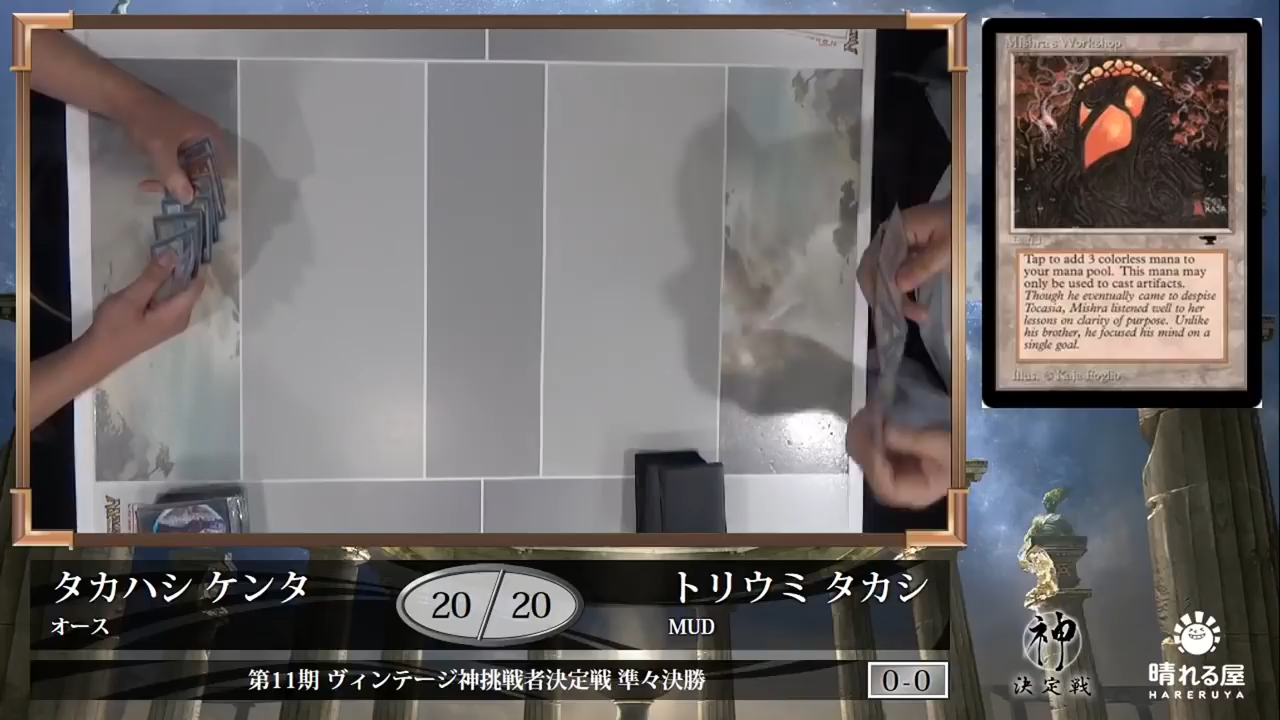 Mishra's Workshop
Land
Tap to add 3 colorless mana to
your mana pool. This mana may
only be used to cast artifacts.
Though he eventually came to despise
Tocasia, Mishra listened well to her
lessons on clarity of purpose. Unlike
his brother, he focused his mind on a
single goal.
Illus. © Kaja Foglio
タカハシ ケンタ
オース
20/20
トリウミ タカシ
MUD
第11期 ヴィンテージ神挑戦者決定戦 準々決勝
0-0
神
決定戦
晴れる屋
HARERUYA